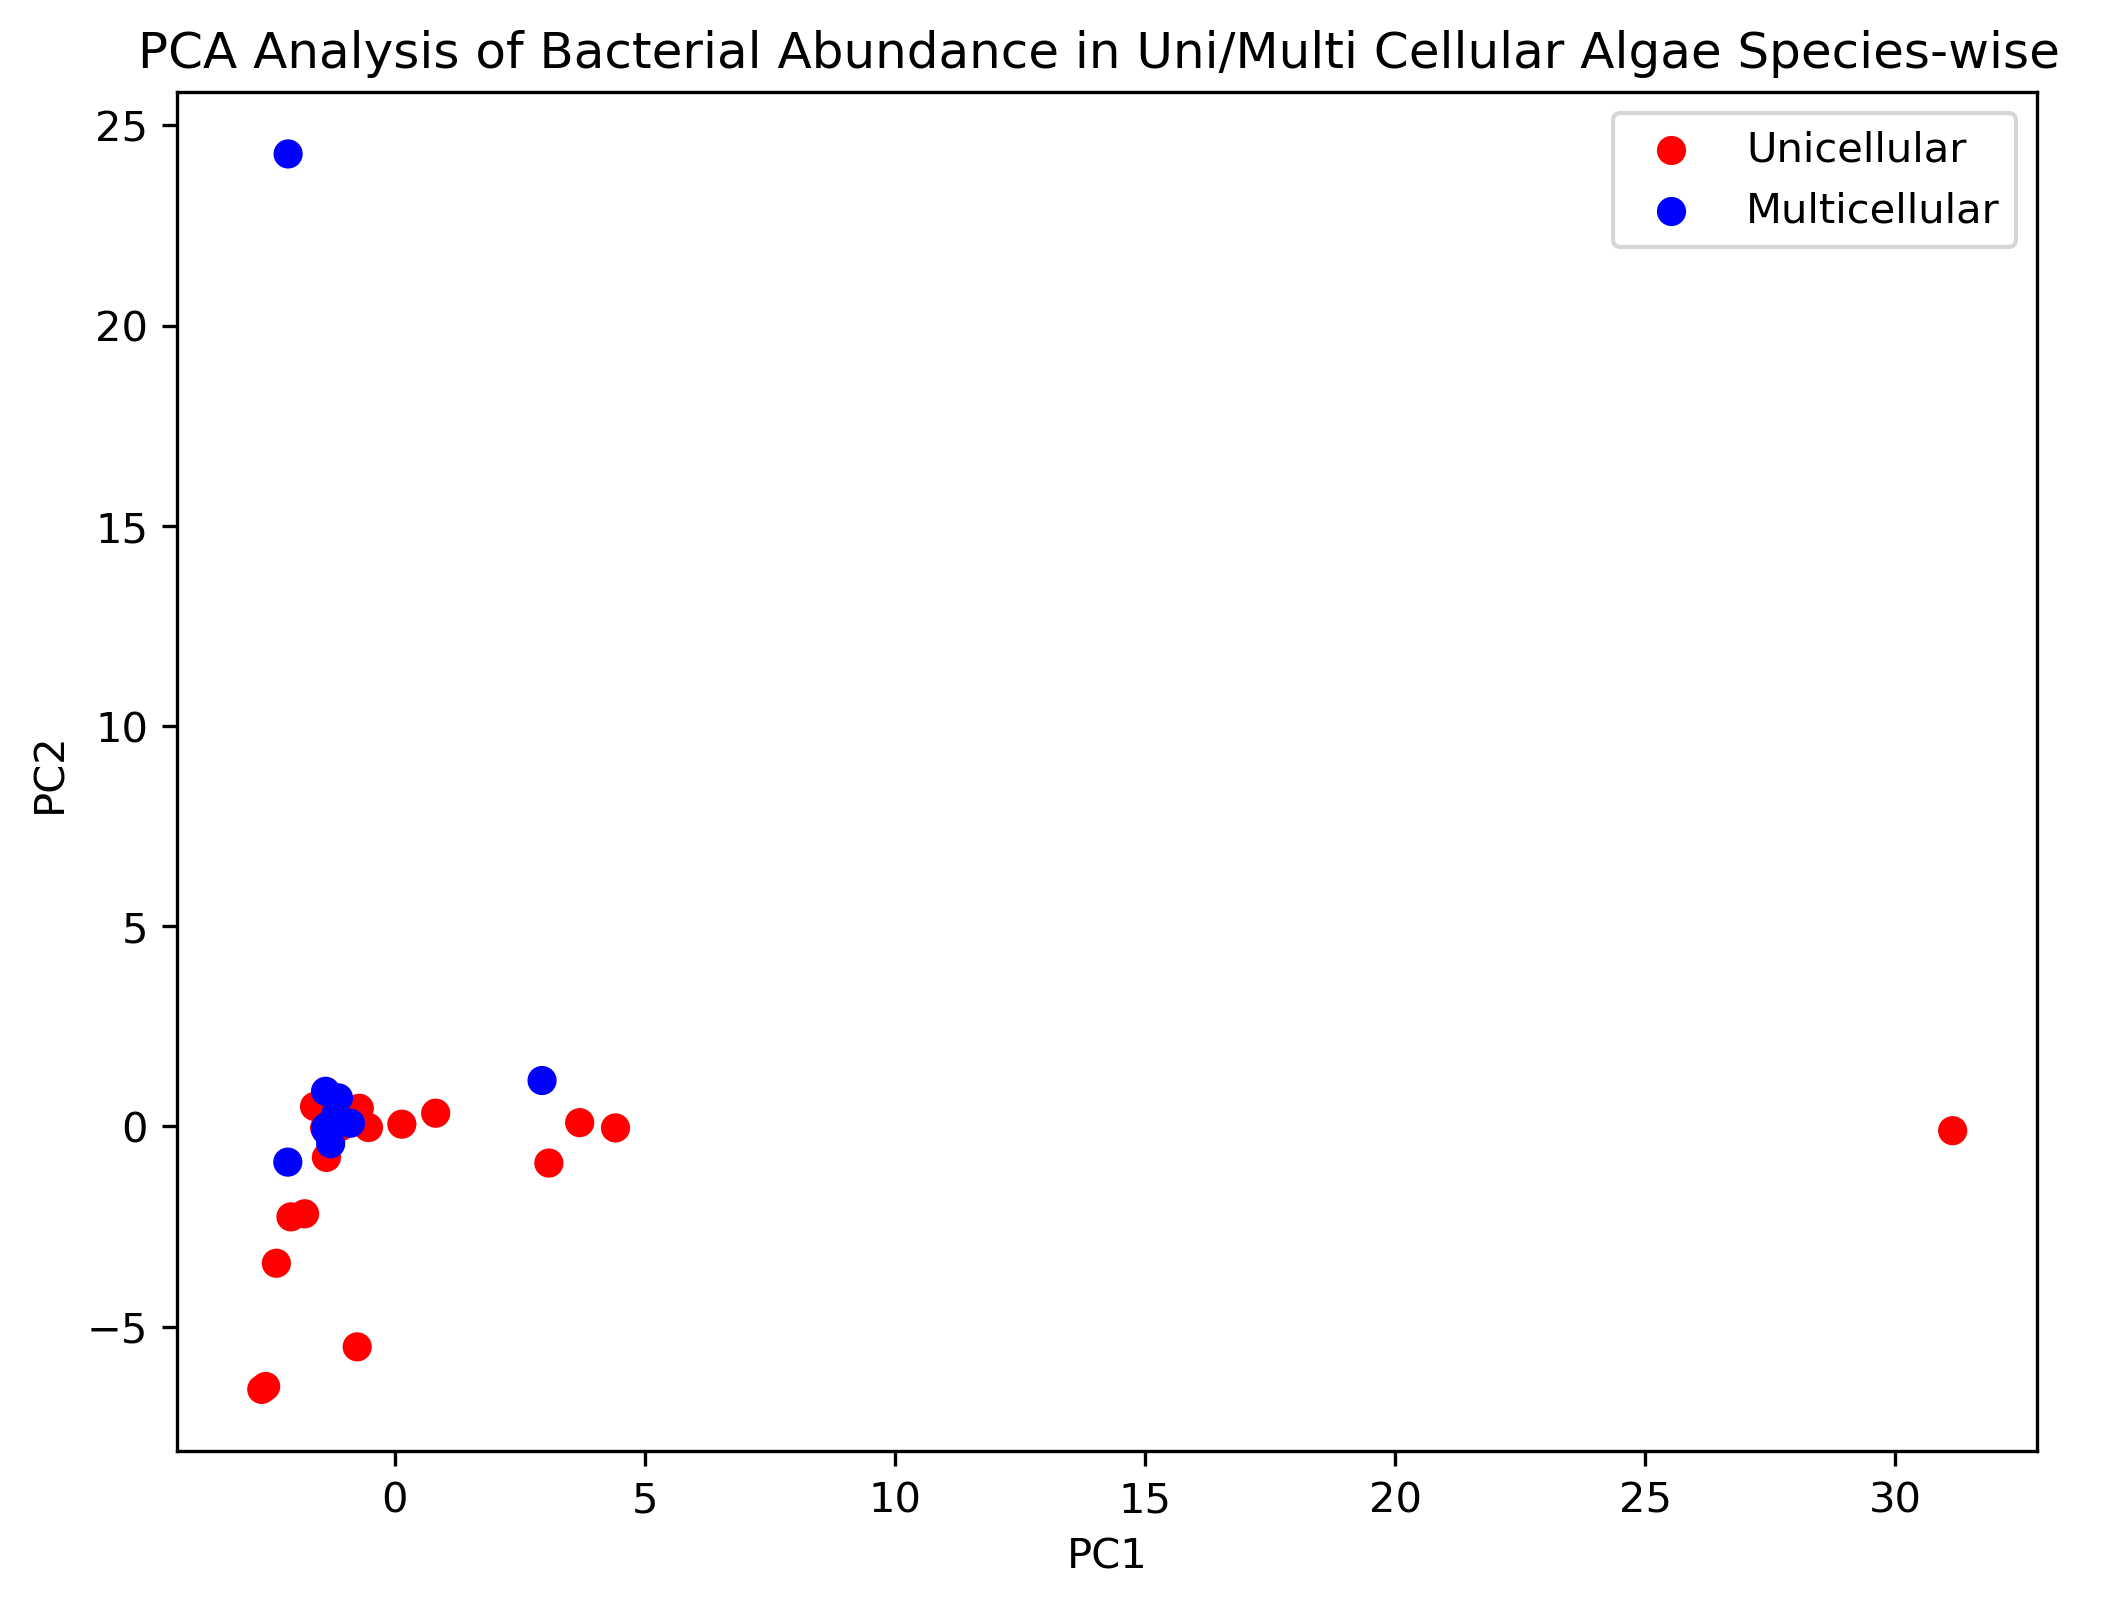 PCA Analysis of Bacterial Abundance in Uni/Multi Cellular Algae Species-wise
Unicellular
Multicellular
25
20
15
10
5
0
−5
PC2
0 5 10 15 20 25 30
PC1